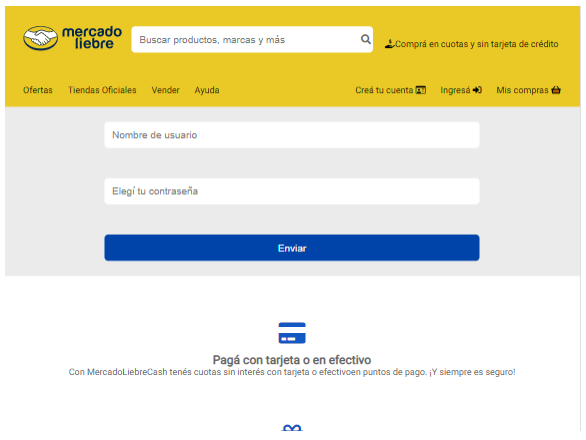 mercado
liebre
Buscar productos, marcas y más
Comprá en cuotas y sin tarjeta de crédito
Ofertas Tiendas Oficiales Vender Ayuda Creá tu cuenta Ingresá Mis compras
Nombre de usuario
Elegí tu contraseña
Enviar
Pagá con tarjeta o en efectivo
Con MercadoLiebreCash tenés cuotas sin interés con tarjeta o efectivoen puntos de pago. ¡Y siempre es seguro!